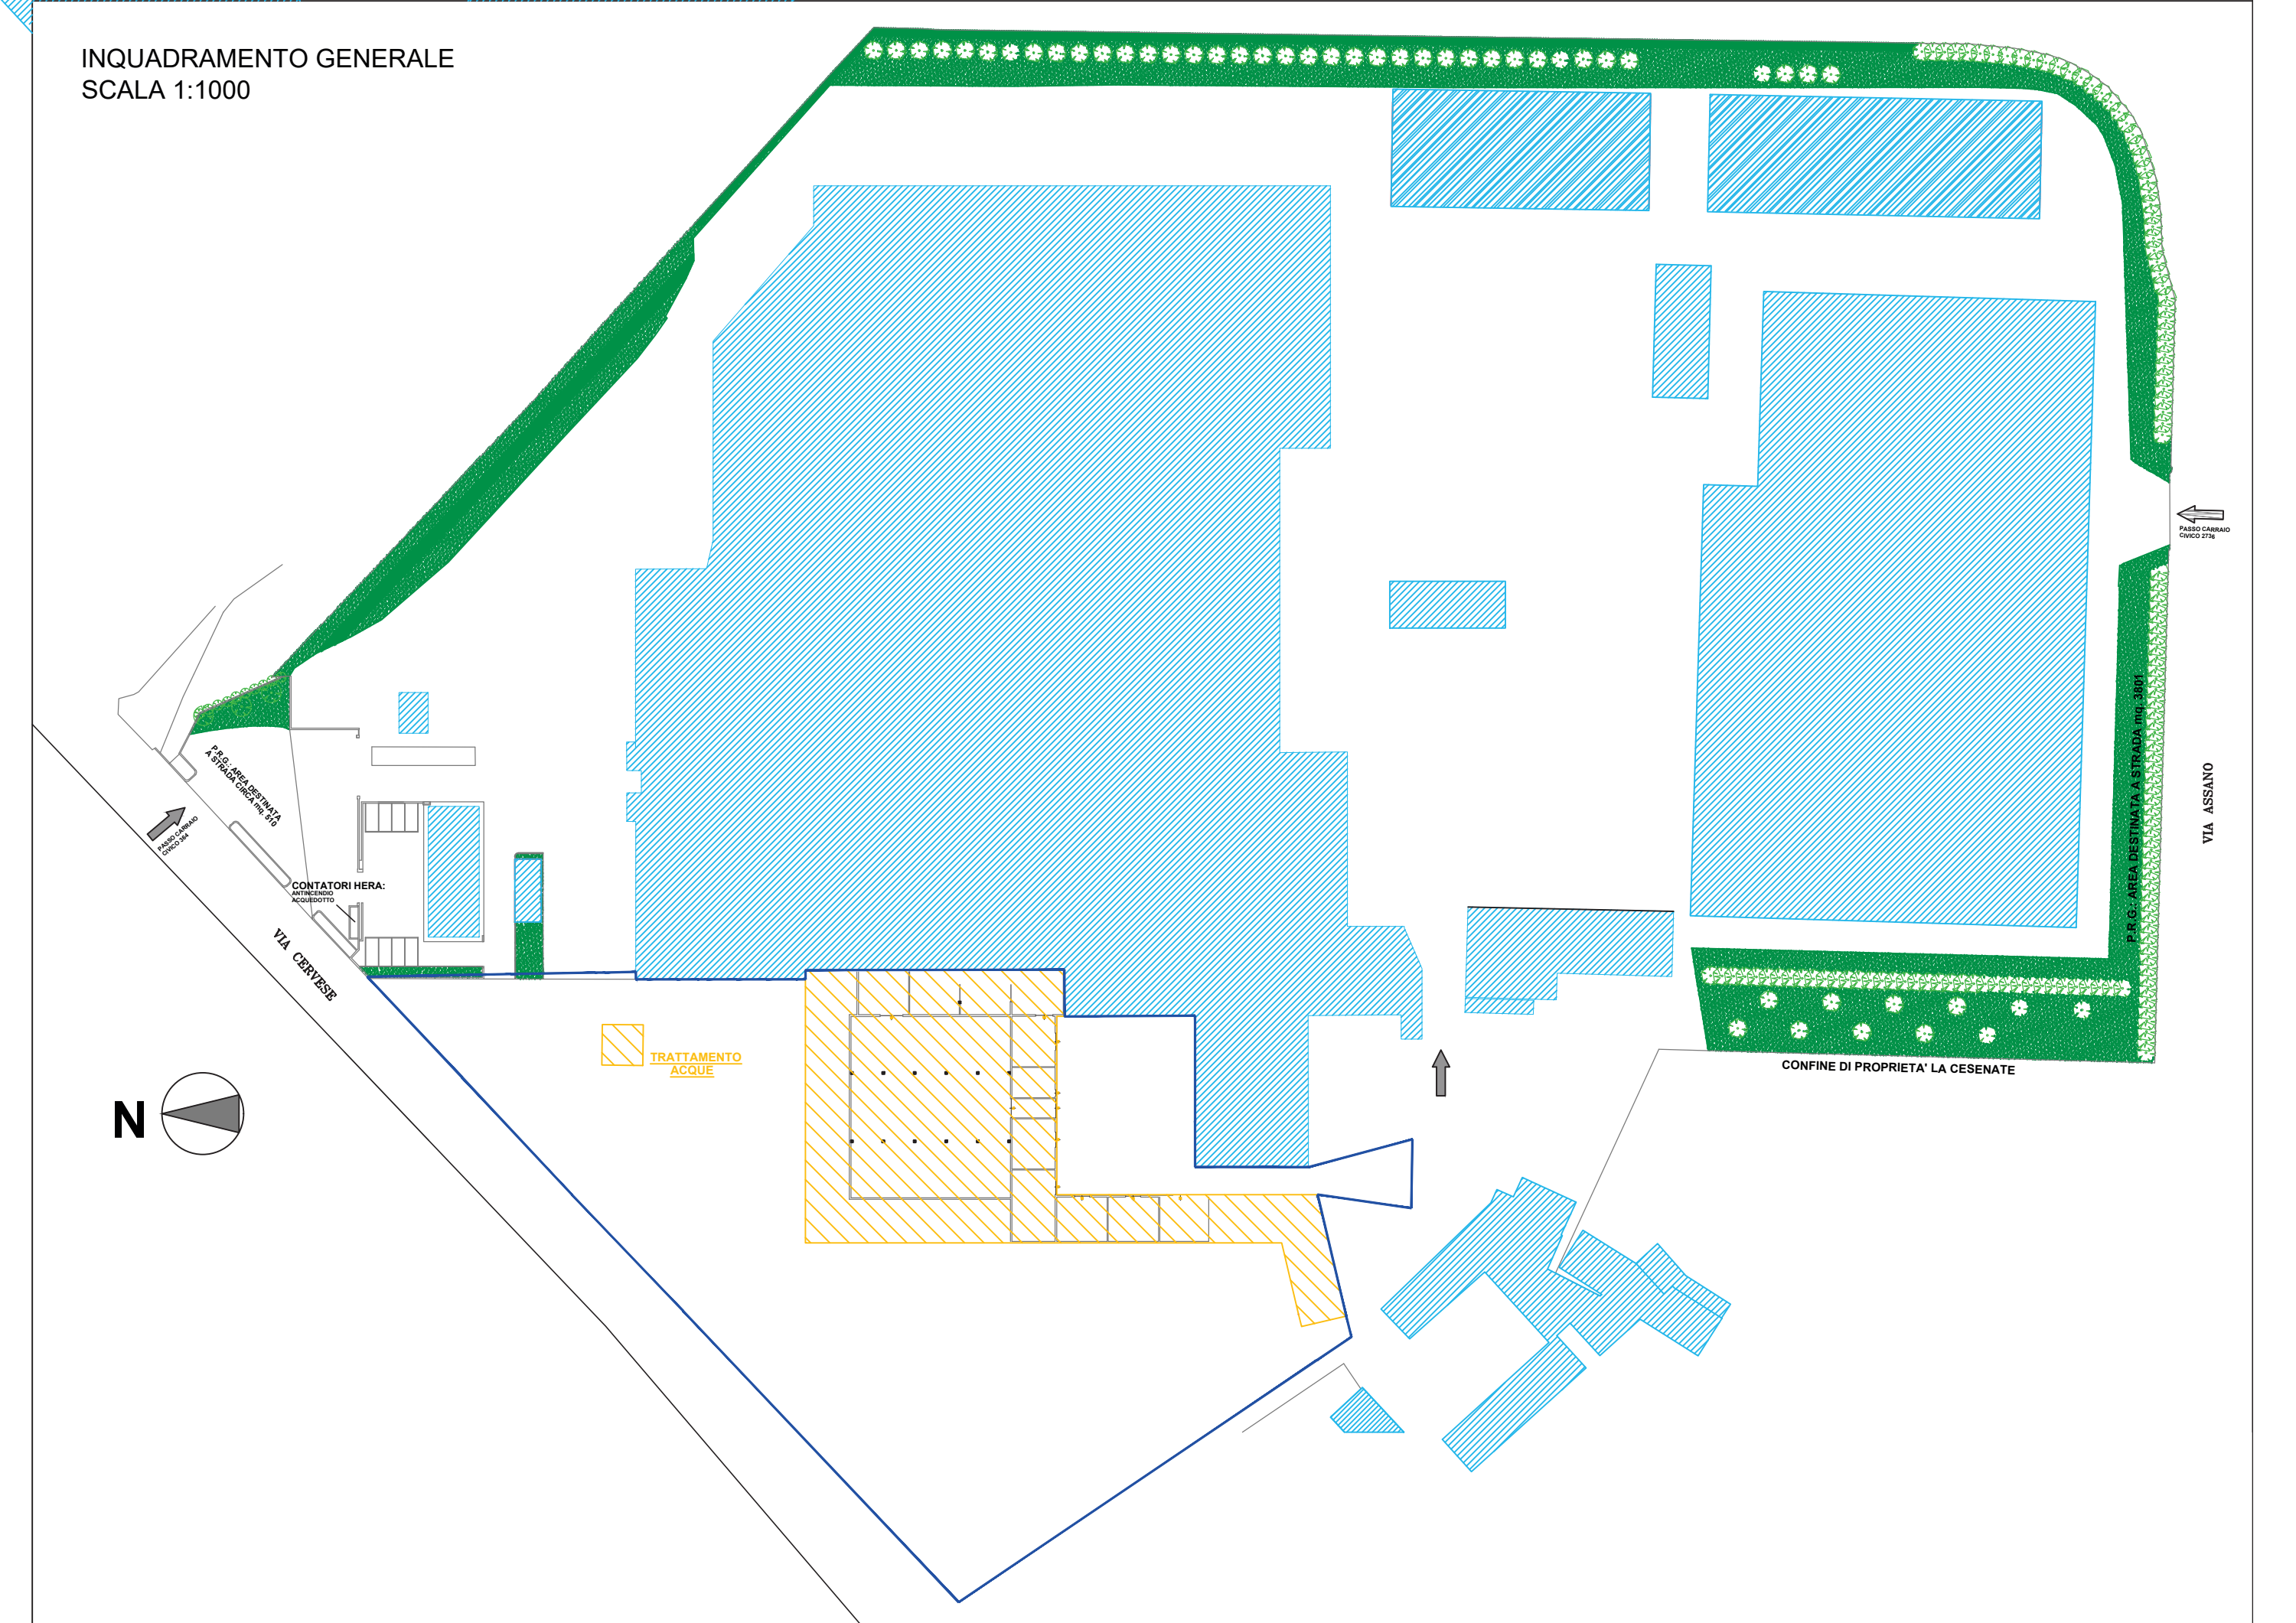 INQUADRAMENTO GENERALE
SCALA 1:1000
PASSO CARRAIO
CIVICO 2736
P.R.G.: AREA DESTINATA A STRADA mq. 3801
VIA ASSANO
P.R.G.: AREA DESTINATA
A STRADA CIRCA mq. 510
PASSO CARRAIO
CIVICO 364
CONTATORI HERA:
ANTINCENDIO
ACQUEDOTTO
VIA CERVESE
TRATTAMENTO
ACQUE
CONFINE DI PROPRIETA' LA CESENATE
N